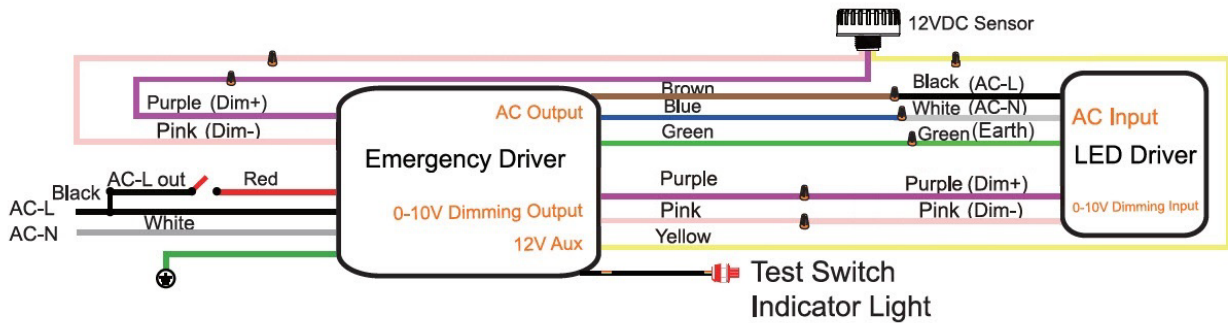 12VDC Sensor
Purple (Dim+)
Pink (Dim-)
AC Output
Brown
Blue
Green
Black (AC-L)
White (AC-N)
Green (Earth)
AC Input
LED Driver
Emergency Driver
Black
AC-L out
Red
AC-L
AC-N
White
0-10V Dimming Output
12V Aux
Purple
Pink
Yellow
Purple (Dim+)
Pink (Dim-)
0-10V Dimming Input
Test Switch
Indicator Light